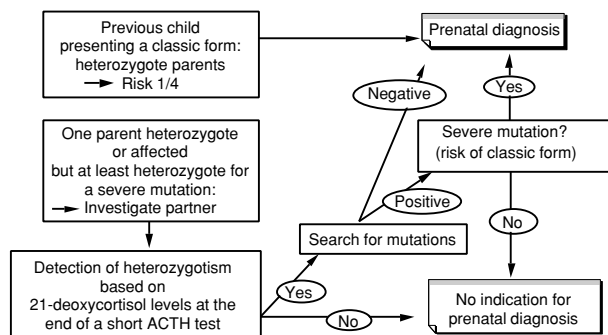 Previous child
presenting a classic form:
heterozygote parents
→ Risk 1/4
Prenatal diagnosis
Negative
Yes
One parent heterozygote
or affected
but at least heterozygote for
a severe mutation:
→ Investigate partner
Severe mutation?
(risk of classic form)
Positive
No
Search for mutations
Detection of heterozygotism
based on
21-deoxycortisol levels at the
end of a short ACTH test
Yes
No
No indication for
prenatal diagnosis